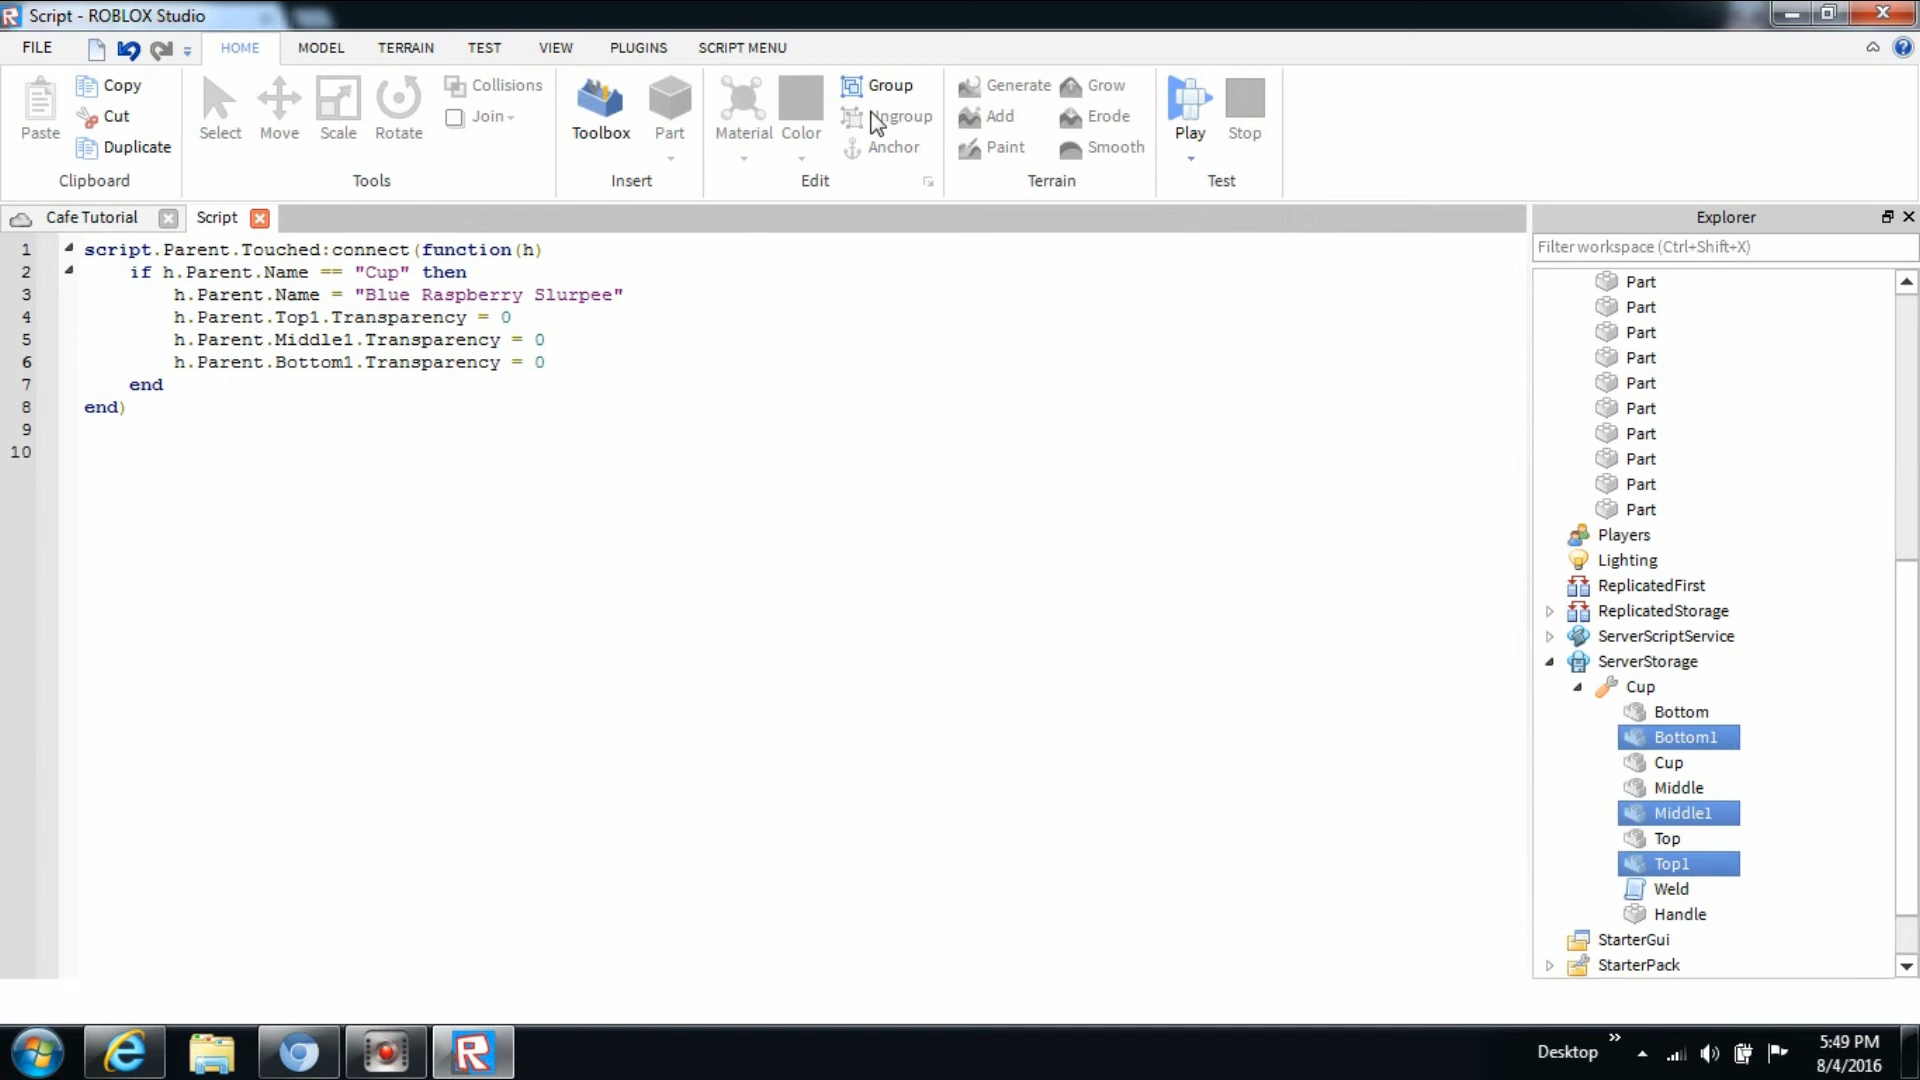 Script - ROBLOX Studio
FILE HOME MODEL TERRAIN TEST VIEW PLUGINS SCRIPT MENU
Paste
Copy
Cut
Duplicate
Clipboard
Select Move Scale Rotate
Collisions
Join
Tools
Toolbox Part
Insert
Material Color
Group
Ungroup
Anchor
Edit
Generate Grow
Add Erode
Paint Smooth
Terrain
Play Stop
Test
Cafe Tutorial Script
1 script.Parent.Touched:connect(function(h)
2 if h.Parent.Name == "Cup" then
3 h.Parent.Name = "Blue Raspberry Slurpee"
4 h.Parent.Top1.Transparency = 0
5 h.Parent.Middle1.Transparency = 0
6 h.Parent.Bottom1.Transparency = 0
7 end
8 end)
9
10
Explorer
Filter workspace (Ctrl+Shift+X)
Part
Part
Part
Part
Part
Part
Part
Part
Part
Part
Players
Lighting
ReplicatedFirst
ReplicatedStorage
ServerScriptService
ServerStorage
Cup
Bottom
Bottom1
Cup
Middle
Middle1
Top
Top1
Weld
Handle
StarterGui
StarterPack
Desktop
5:49 PM
8/4/2016